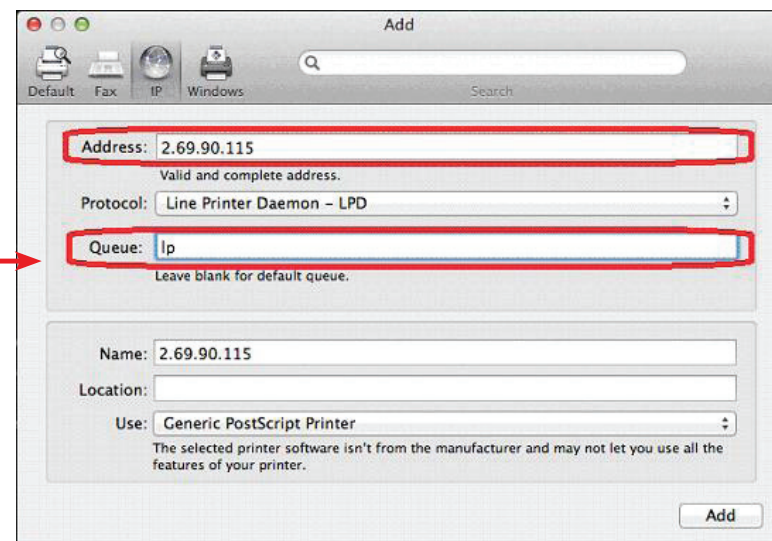 Add
Default Fax IP Windows Search
Address: 2.69.90.115
Valid and complete address.
Protocol: Line Printer Daemon – LPD
Queue: lp
Leave blank for default queue.
Name: 2.69.90.115
Location:
Use: Generic PostScript Printer
The selected printer software isn't from the manufacturer and may not let you use all the
features of your printer.
Add